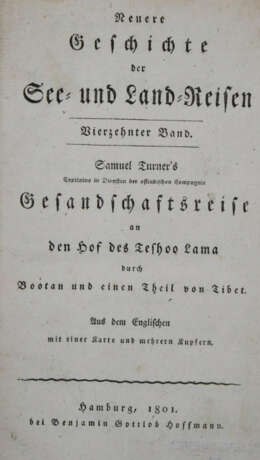 Neuere
Geschichte
der
See- und Land-Reisen
Vierzehnter Band.
Samuel Turner's
Capitains in Diensten der ostindischen Compagnie
Gesandschaftsreise
an
den Hof des Teshoo Lama
durch
Bootan und einen Theil von Tibet.
Aus dem Englischen
mit einer Karte und mehrern Kupfern.
Hamburg, 1801.
bei Benjamin Gottlob Hoffmann.